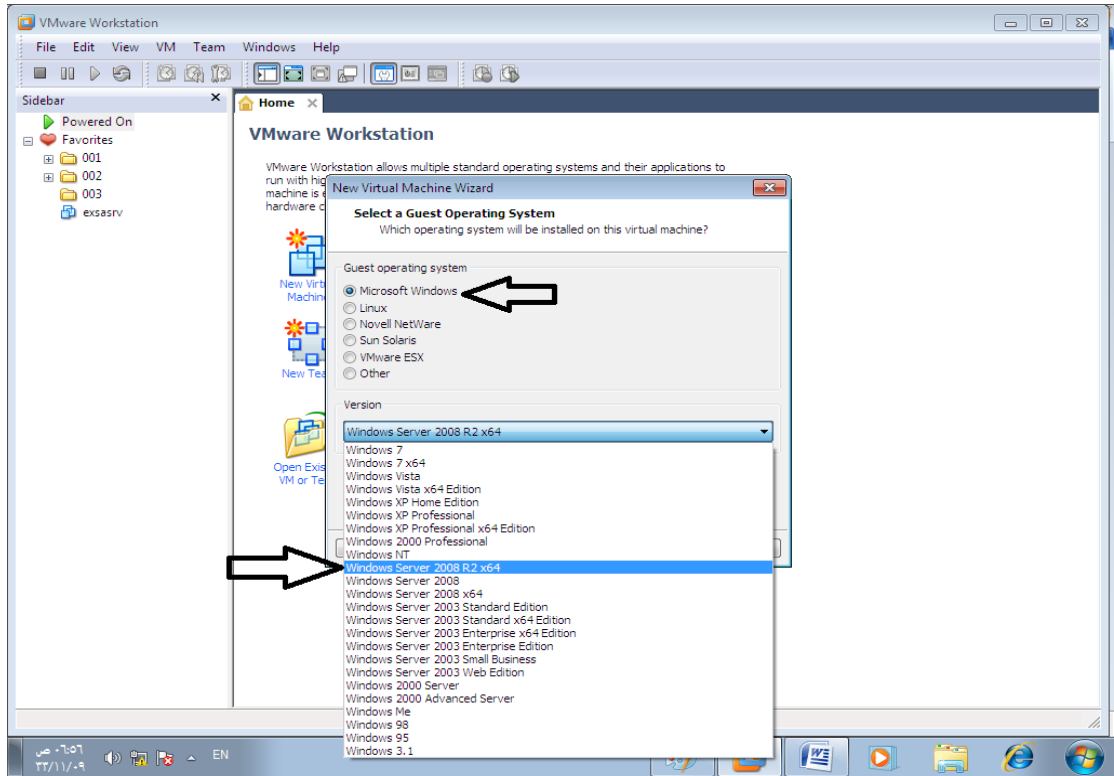 VMware Workstation
File Edit View VM Team Windows Help
Sidebar
Powered On
Favorites
001
002
003
exsasrv
Home
VMware Workstation
VMware Workstation allows multiple standard operating systems and their applications to
run with hig
machine is e
hardware c
New Virt
Machin
New Tea
Open Exis
VM or Te
New Virtual Machine Wizard
Select a Guest Operating System
Which operating system will be installed on this virtual machine?
Guest operating system
Microsoft Windows
Linux
Novell NetWare
Sun Solaris
VMware ESX
Other
Version
Windows Server 2008 R2 x64
Windows 7
Windows 7 x64
Windows Vista
Windows Vista x64 Edition
Windows XP Home Edition
Windows XP Professional
Windows XP Professional x64 Edition
Windows 2000 Professional
Windows NT
Windows Server 2008 R2 x64
Windows Server 2008
Windows Server 2008 x64
Windows Server 2003 Standard Edition
Windows Server 2003 Standard x64 Edition
Windows Server 2003 Enterprise x64 Edition
Windows Server 2003 Enterprise Edition
Windows Server 2003 Small Business
Windows Server 2003 Web Edition
Windows 2000 Server
Windows 2000 Advanced Server
Windows Me
Windows 98
Windows 95
Windows 3.1
٠٦:٥٦ ص
٣٣/١١/٠٩
EN